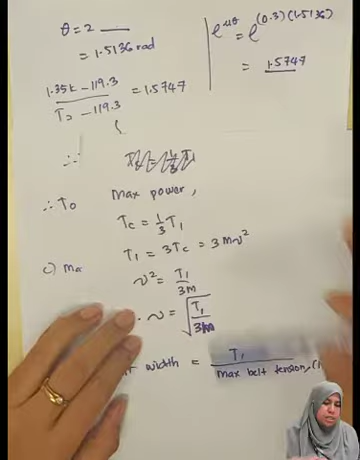 θ = 2
= 1.5136 rad
e^μθ = e^(0.3)(1.5136)
= 1.5747
1.35k - 119.3
/ T2 - 119.3 = 1.5747
∴
∴ To max power,
Tc = 1/3 T1
T1 = 3Tc = 3mv²
c) ma
v² = T1/3m
v = √(T1/3m)
width = T1 / max belt tension, (